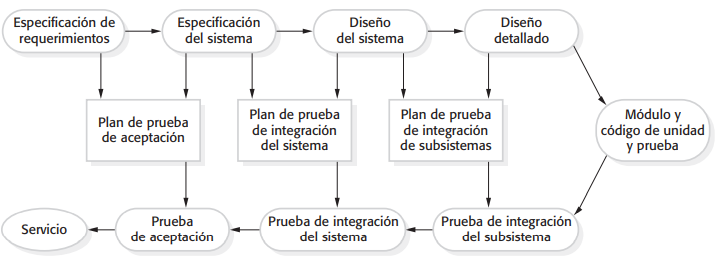 Especificación de
requerimientos
Especificación
del sistema
Diseño
del sistema
Diseño
detallado
Plan de prueba
de aceptación
Plan de prueba
de integración
del sistema
Plan de prueba
de integración
de subsistemas
Módulo y
código de unidad
y prueba
Servicio
Prueba
de aceptación
Prueba de integración
del sistema
Prueba de integración
del subsistema